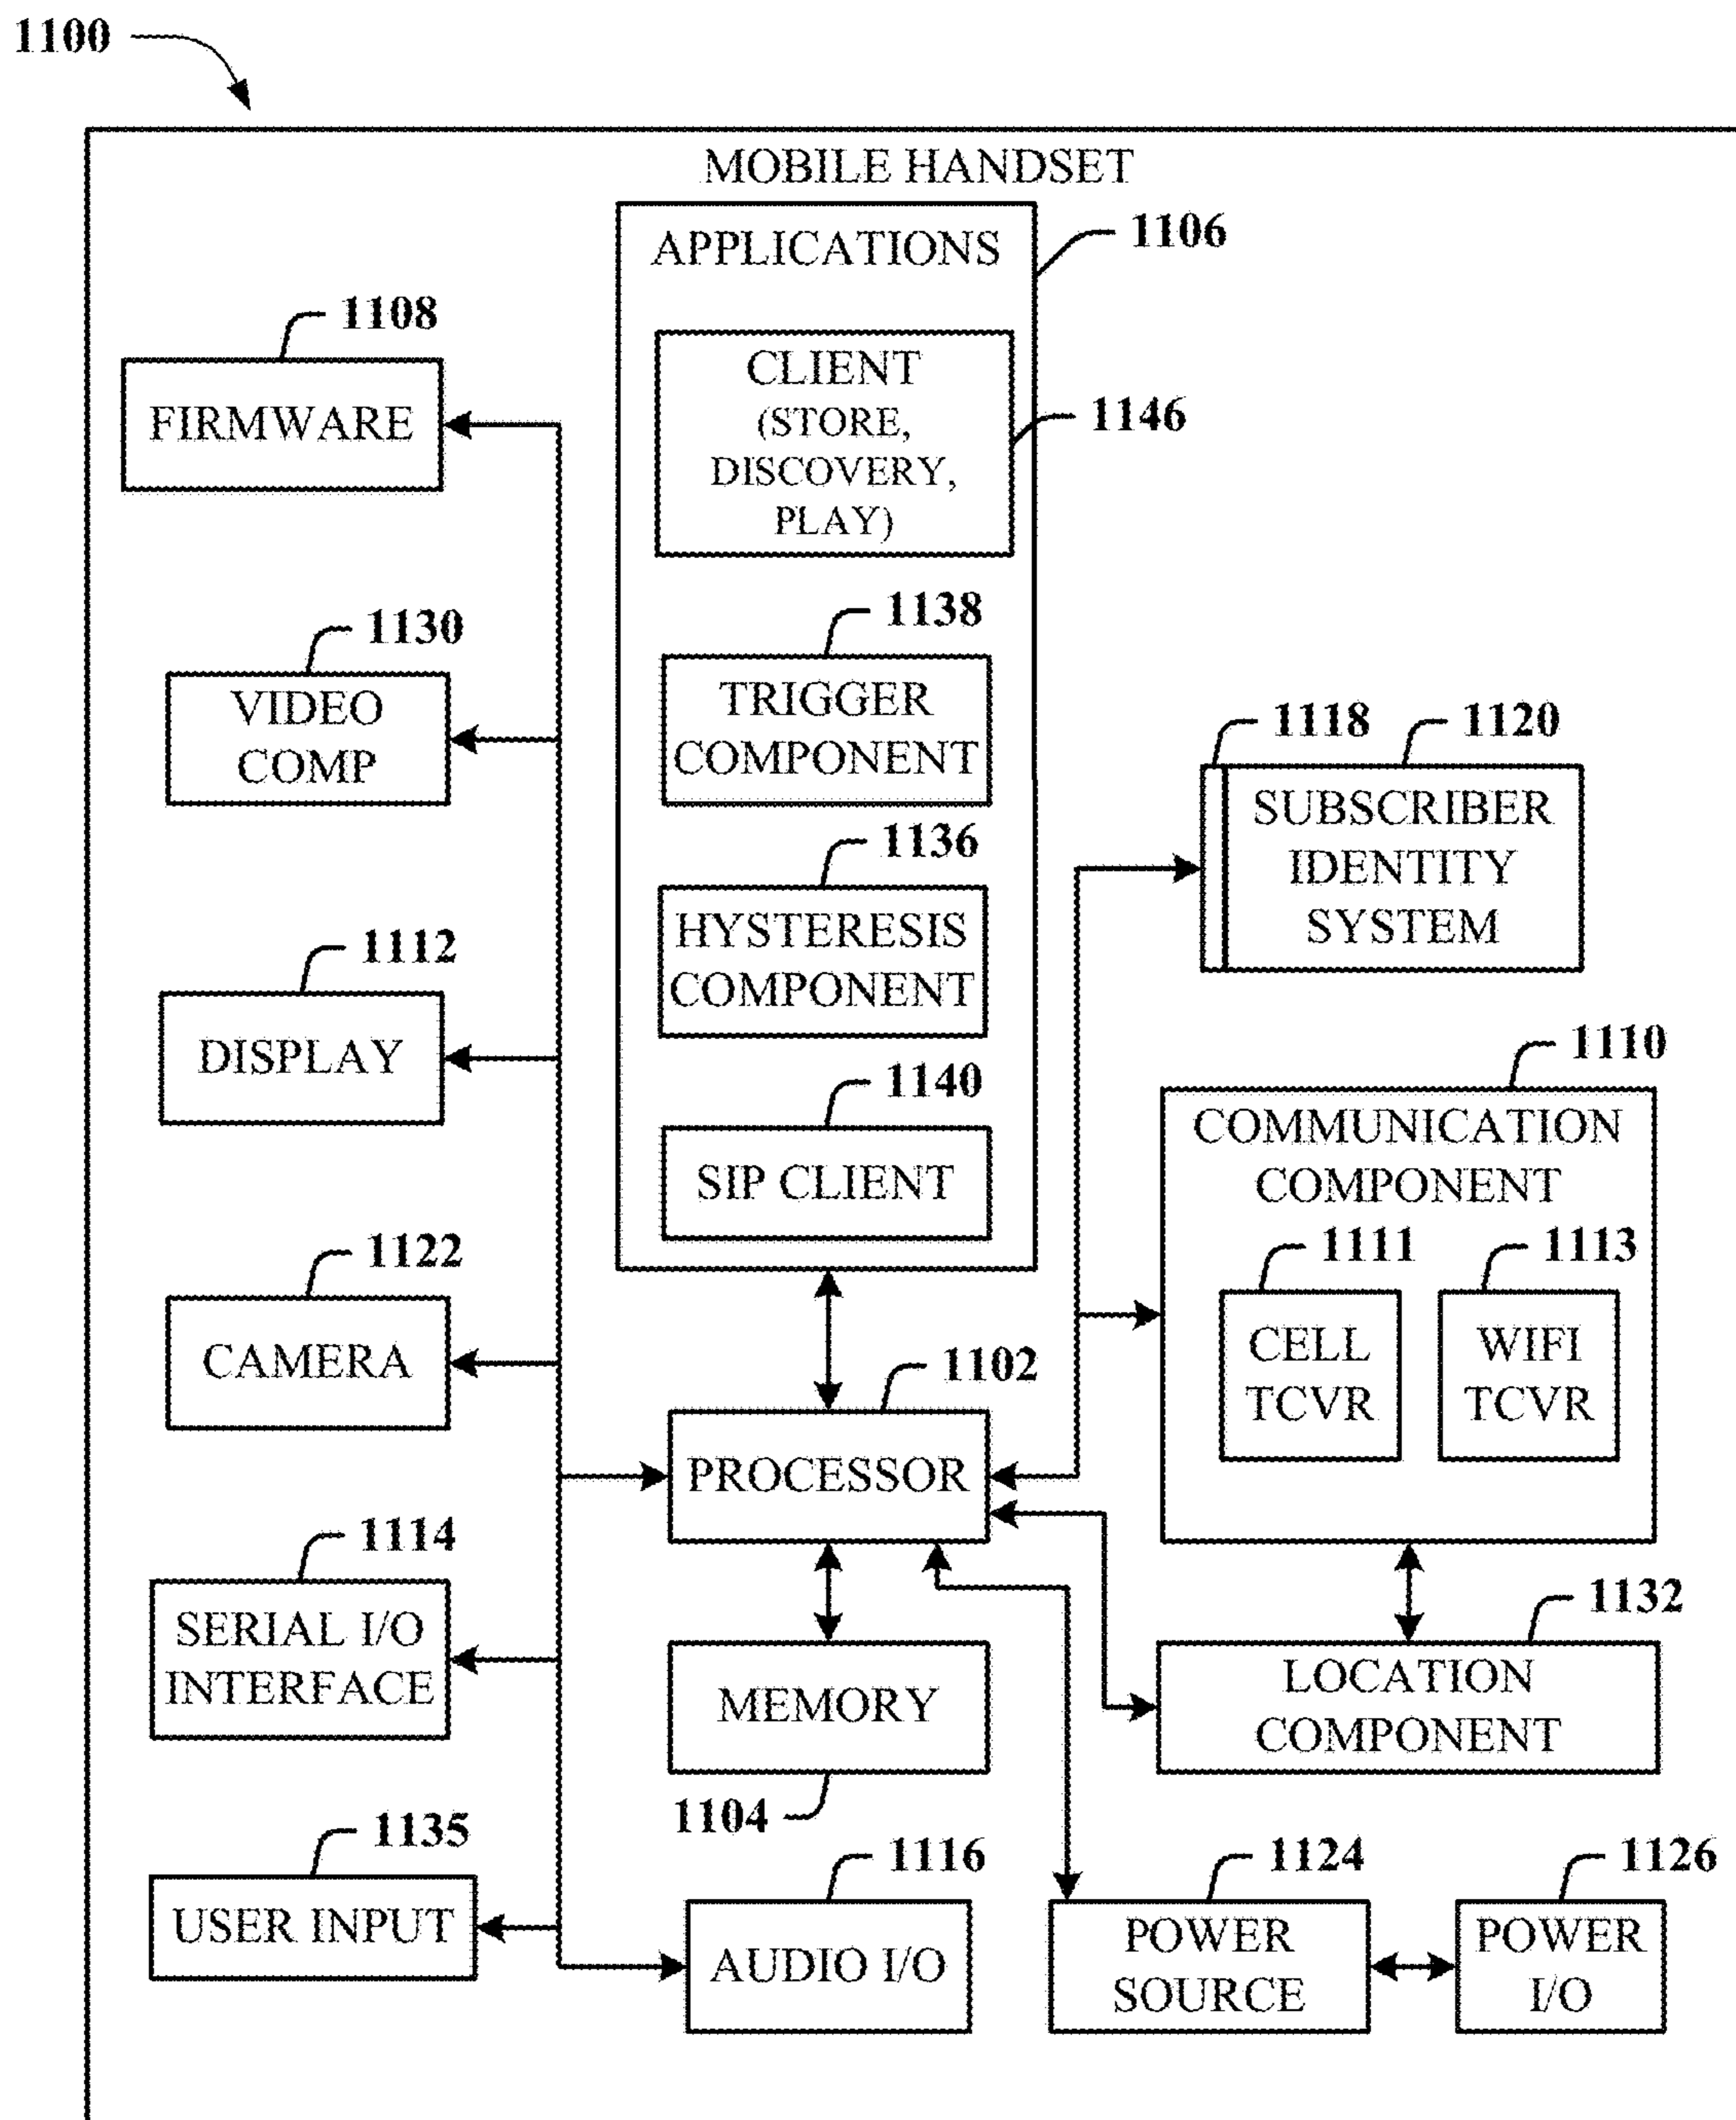 1100
MOBILE HANDSET
APPLICATIONS
1106
CLIENT
(STORE,
DISCOVERY,
PLAY)
1146
1138
TRIGGER
COMPONENT
1136
HYSTERESIS
COMPONENT
1140
SIP CLIENT
1108
FIRMWARE
1130
VIDEO
COMP
1112
DISPLAY
1122
CAMERA
1114
SERIAL I/O
INTERFACE
1135
USER INPUT
1102
PROCESSOR
MEMORY
1104
1116
AUDIO I/O
1118
1120
SUBSCRIBER
IDENTITY
SYSTEM
1110
COMMUNICATION
COMPONENT
1111
CELL
TCVR
1113
WIFI
TCVR
1132
LOCATION
COMPONENT
1124
POWER
SOURCE
1126
POWER
I/O